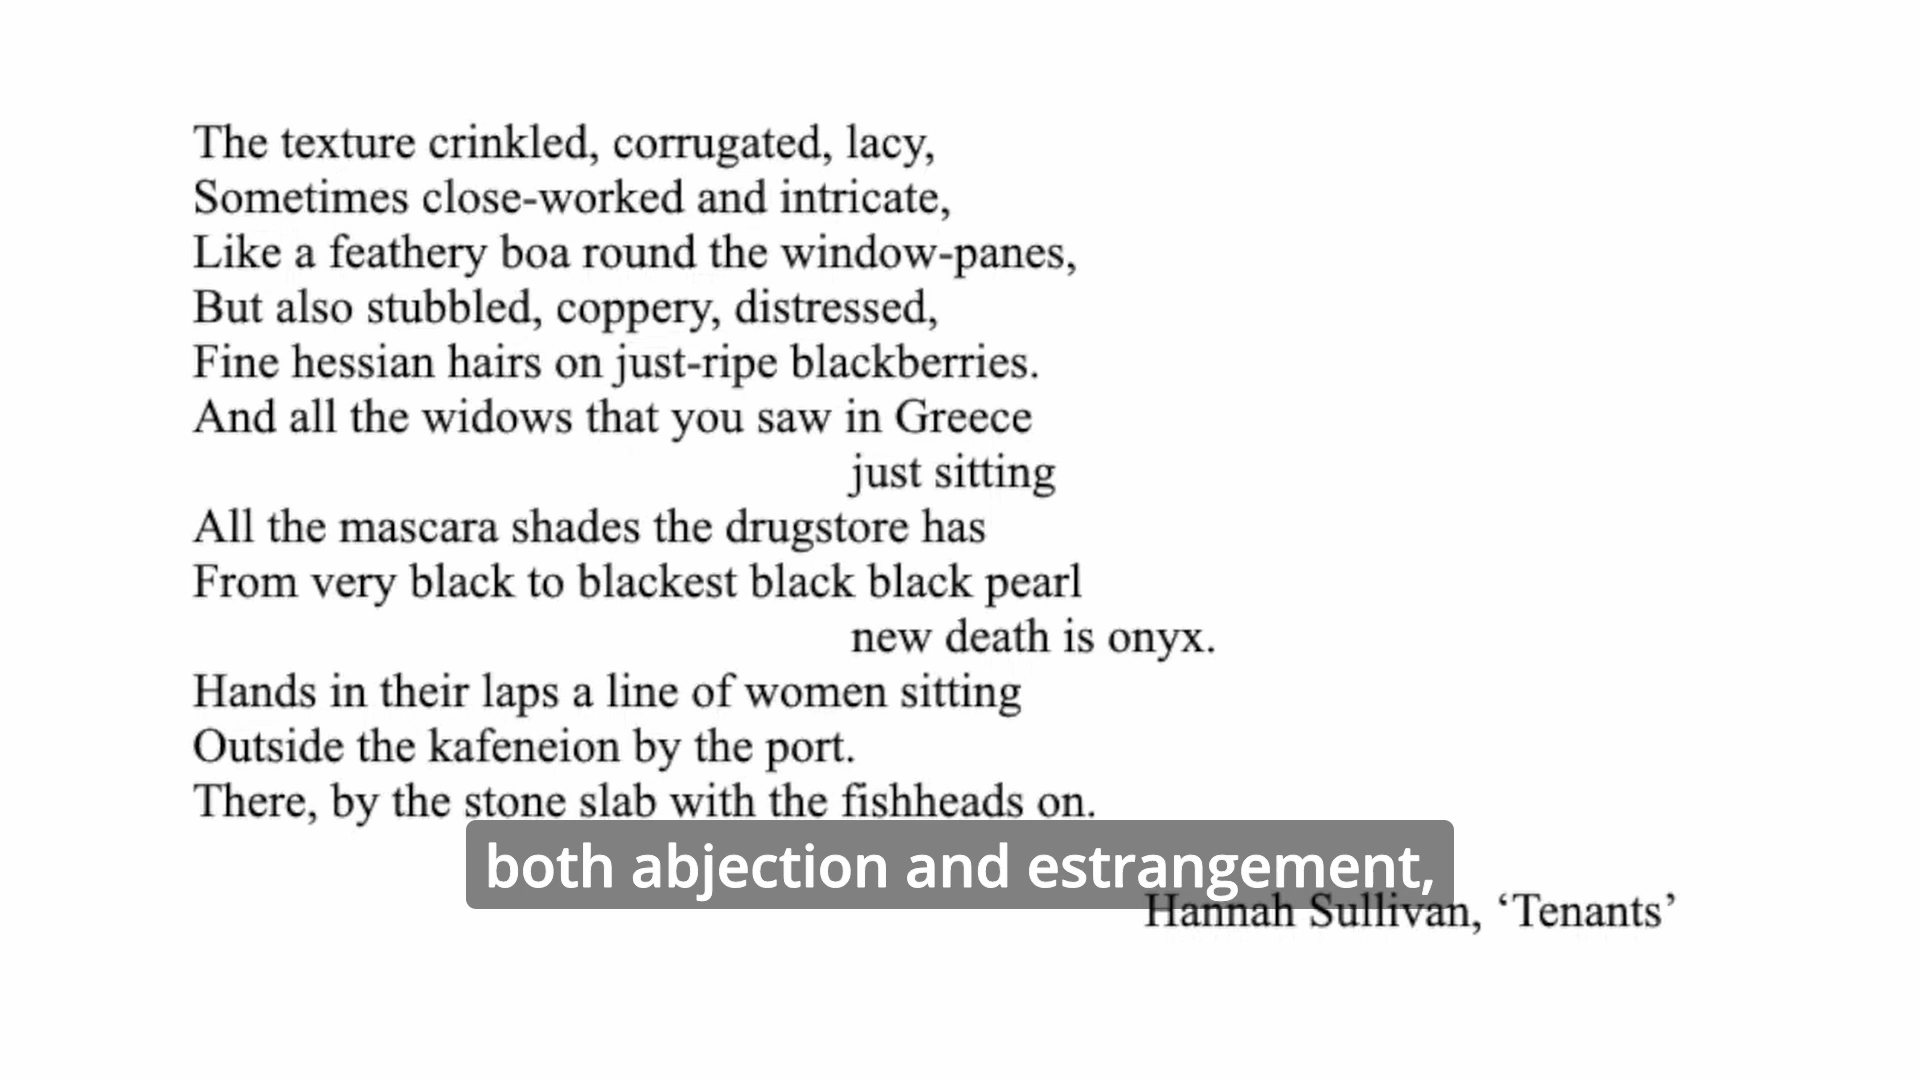 The texture crinkled, corrugated, lacy,
Sometimes close-worked and intricate,
Like a feathery boa round the window-panes,
But also stubbled, coppery, distressed,
Fine hessian hairs on just-ripe blackberries.
And all the widows that you saw in Greece
just sitting
All the mascara shades the drugstore has
From very black to blackest black black pearl
new death is onyx.
Hands in their laps a line of women sitting
Outside the kafeneion by the port.
There, by the stone slab with the fishheads on.
both abjection and estrangement,
Hannah Sullivan, ‘Tenants’